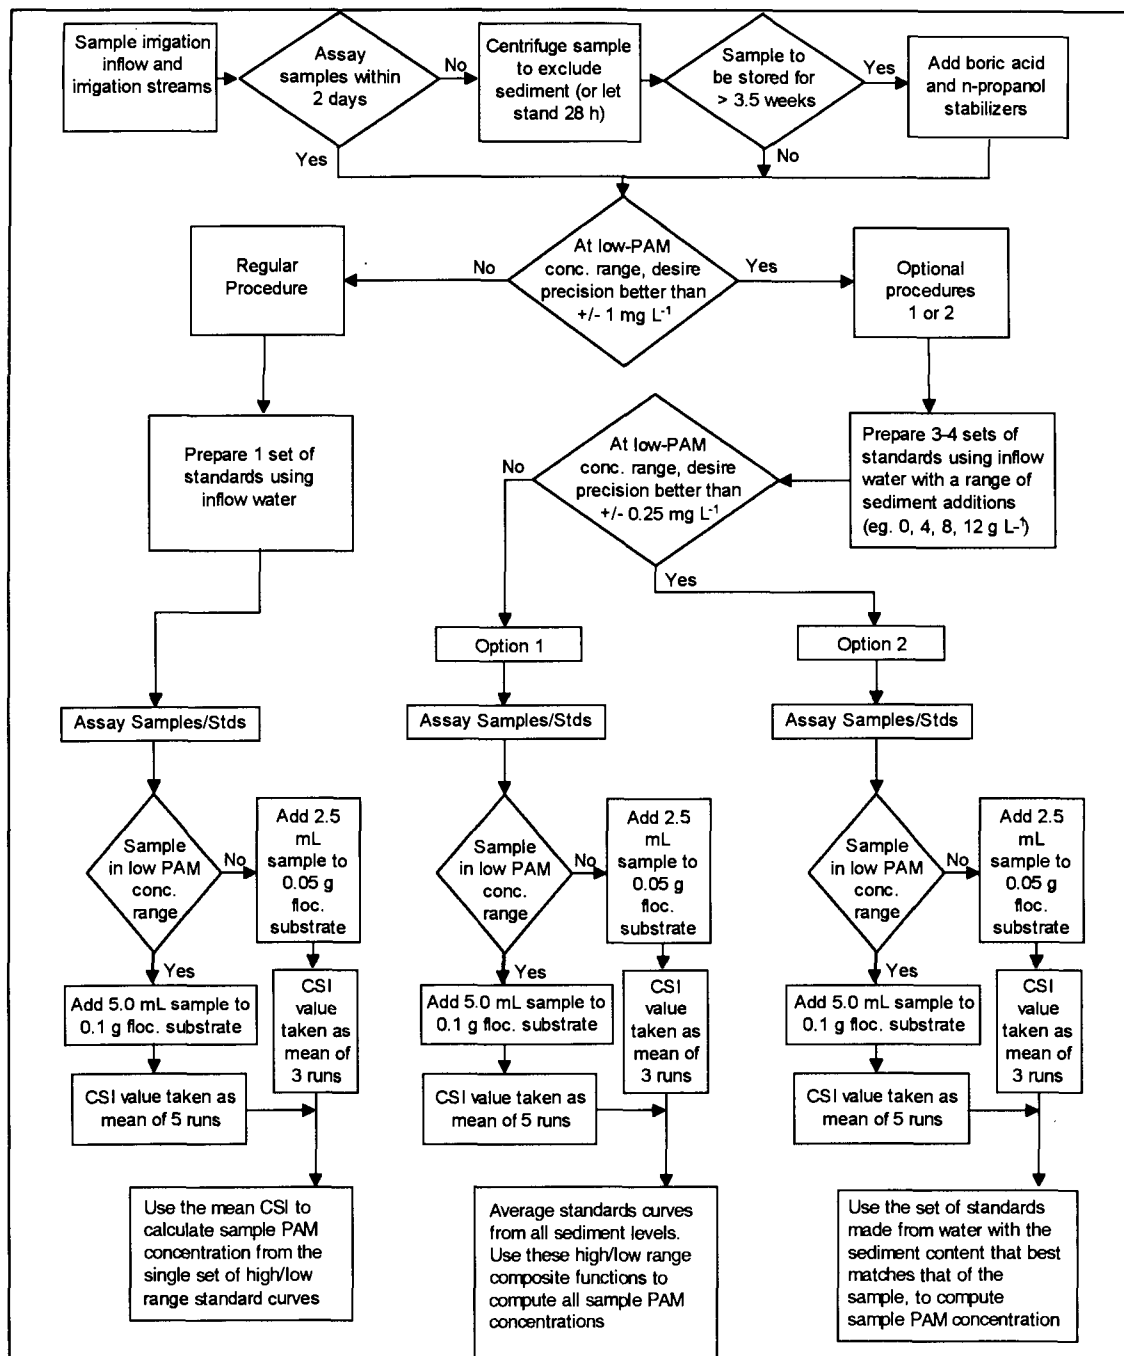 Sample irrigation
inflow and
irrigation streams
Assay
samples within
2 days
No
Centrifuge sample
to exclude
sediment (or let
stand 28 h)
Sample to
be stored for
> 3.5 weeks
Yes
Add boric acid
and n-propanol
stabilizers
Yes
No
Regular
Procedure
No
At low-PAM
conc. range, desire
precision better than
+/- 1 mg L⁻¹
Yes
Optional
procedures
1 or 2
Prepare 1 set of
standards using
inflow water
No
At low-PAM
conc. range, desire
precision better than
+/- 0.25 mg L⁻¹
Prepare 3-4 sets of
standards using inflow
water with a range of
sediment additions
(eg. 0, 4, 8, 12 g L⁻¹)
Yes
Option 1
Option 2
Assay Samples/Stds
Assay Samples/Stds
Assay Samples/Stds
Sample
in low PAM
conc.
range
No
Add 2.5
mL
sample to
0.05 g
floc.
substrate
Yes
Add 5.0 mL sample to
0.1 g floc. substrate
CSI
value
taken as
mean of
3 runs
CSI value taken as
mean of 5 runs
Sample
in low PAM
conc.
range
No
Add 2.5
mL
sample to
0.05 g
floc.
substrate
Yes
Add 5.0 mL sample to
0.1 g floc. substrate
CSI
value
taken as
mean of
3 runs
CSI value taken as
mean of 5 runs
Sample
in low PAM
conc.
range
No
Add 2.5
mL
sample to
0.05 g
floc.
substrate
Yes
Add 5.0 mL sample to
0.1 g floc. substrate
CSI
value
taken as
mean of
3 runs
CSI value taken as
mean of 5 runs
Use the mean CSI to
calculate sample PAM
concentration from the
single set of high/low
range standard curves
Average standards curves
from all sediment levels.
Use these high/low range
composite functions to
compute all sample PAM
concentrations
Use the set of standards
made from water with the
sediment content that best
matches that of the
sample, to compute
sample PAM concentration